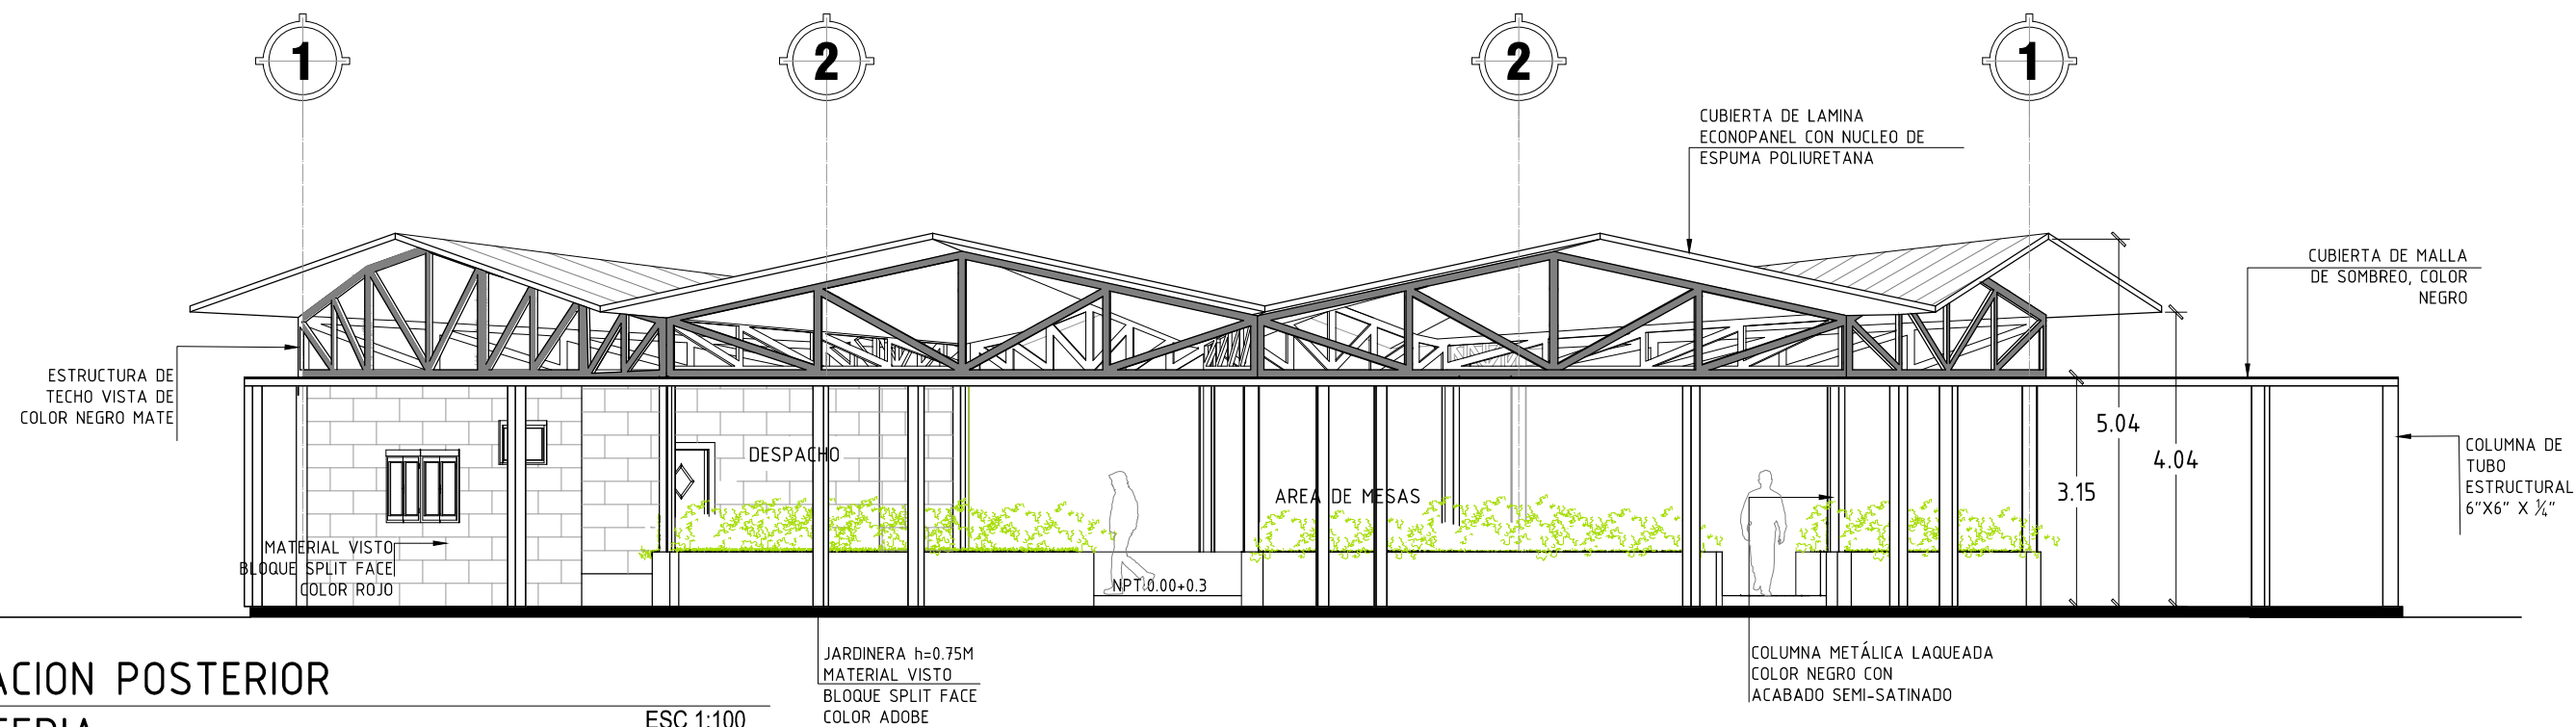 1
2
2
1
CUBIERTA DE LAMINA
ECONOPANEL CON NUCLEO DE
ESPUMA POLIURETANA
CUBIERTA DE MALLA
DE SOMBREO, COLOR
NEGRO
ESTRUCTURA DE
TECHO VISTA DE
COLOR NEGRO MATE
DESPACHO
AREA DE MESAS
5.04
4.04
3.15
COLUMNA DE
TUBO
ESTRUCTURAL
6"X6" X ¼"
MATERIAL VISTO
BLOQUE SPLIT FACE
COLOR ROJO
NPT 0.00+0.3
JARDINERA h=0.75M
MATERIAL VISTO
BLOQUE SPLIT FACE
COLOR ADOBE
COLUMNA METÁLICA LAQUEADA
COLOR NEGRO CON
ACABADO SEMI-SATINADO
ACION POSTERIOR
ESC 1:100